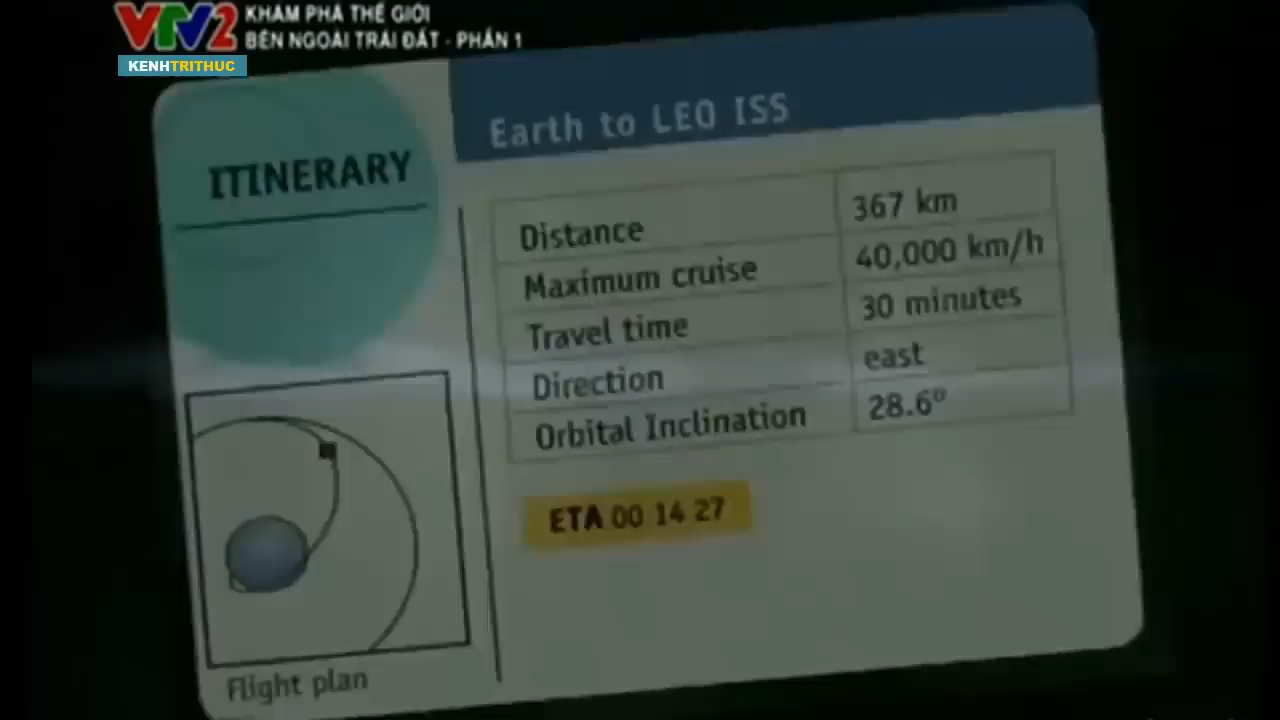 VTV2
KHÁM PHÁ THẾ GIỚI
BÊN NGOÀI TRÁI ĐẤT - PHẦN 1
KENHTRITHUC
ITINERARY
Earth to LEO ISS
Distance 367 km
Maximum cruise 40,000 km/h
Travel time 30 minutes
Direction east
Orbital Inclination 28.6º
ETA 00 14 27
Flight plan